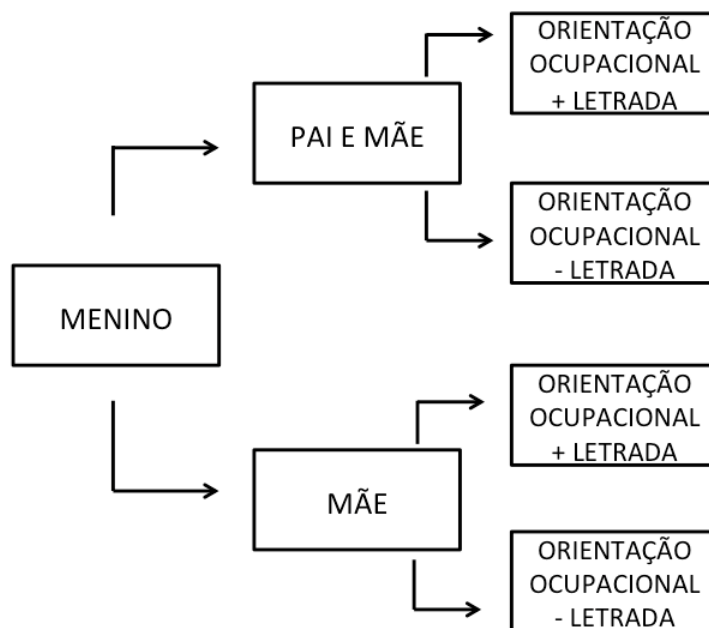 ORIENTAÇÃO
OCUPACIONAL
+ LETRADA
PAI E MÃE
ORIENTAÇÃO
OCUPACIONAL
- LETRADA
MENINO
ORIENTAÇÃO
OCUPACIONAL
+ LETRADA
MÃE
ORIENTAÇÃO
OCUPACIONAL
- LETRADA